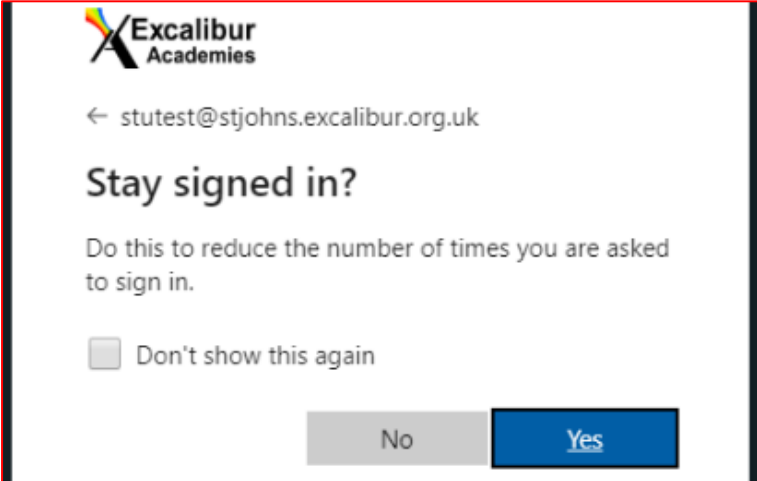 Excalibur
Academies
← stutest@stjohns.excalibur.org.uk
Stay signed in?
Do this to reduce the number of times you are asked
to sign in.
Don't show this again
No
Yes